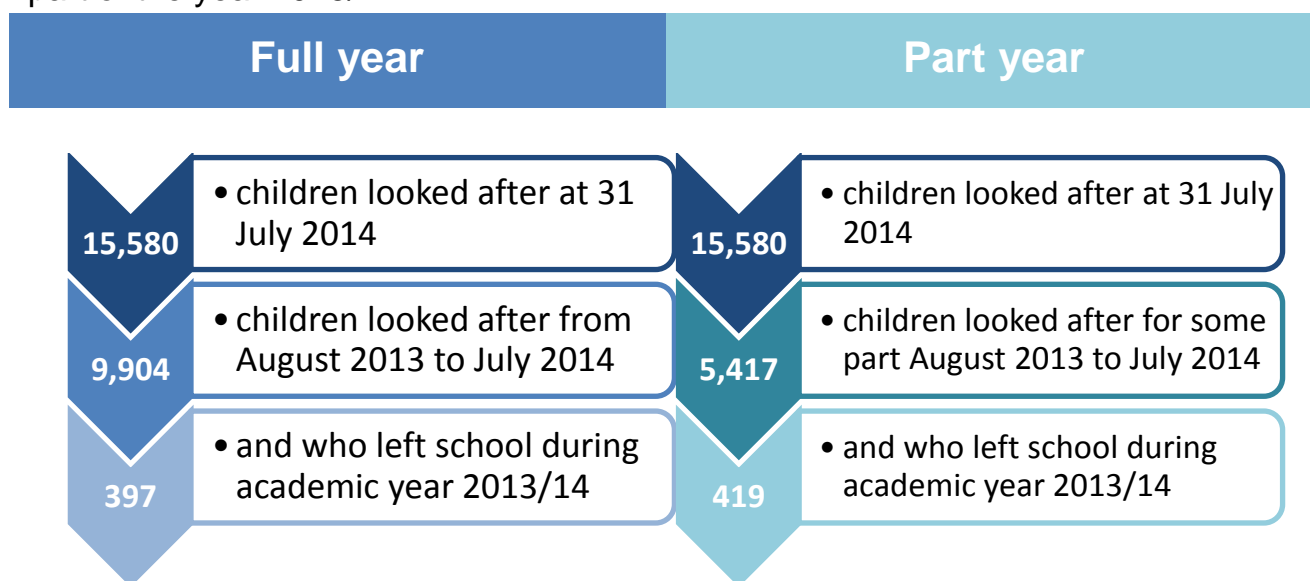 Full year
Part year
15,580
• children looked after at 31
July 2014
9,904
• children looked after from
August 2013 to July 2014
397
• and who left school during
academic year 2013/14
15,580
• children looked after at 31 July
2014
5,417
• children looked after for some
part August 2013 to July 2014
419
• and who left school during
academic year 2013/14